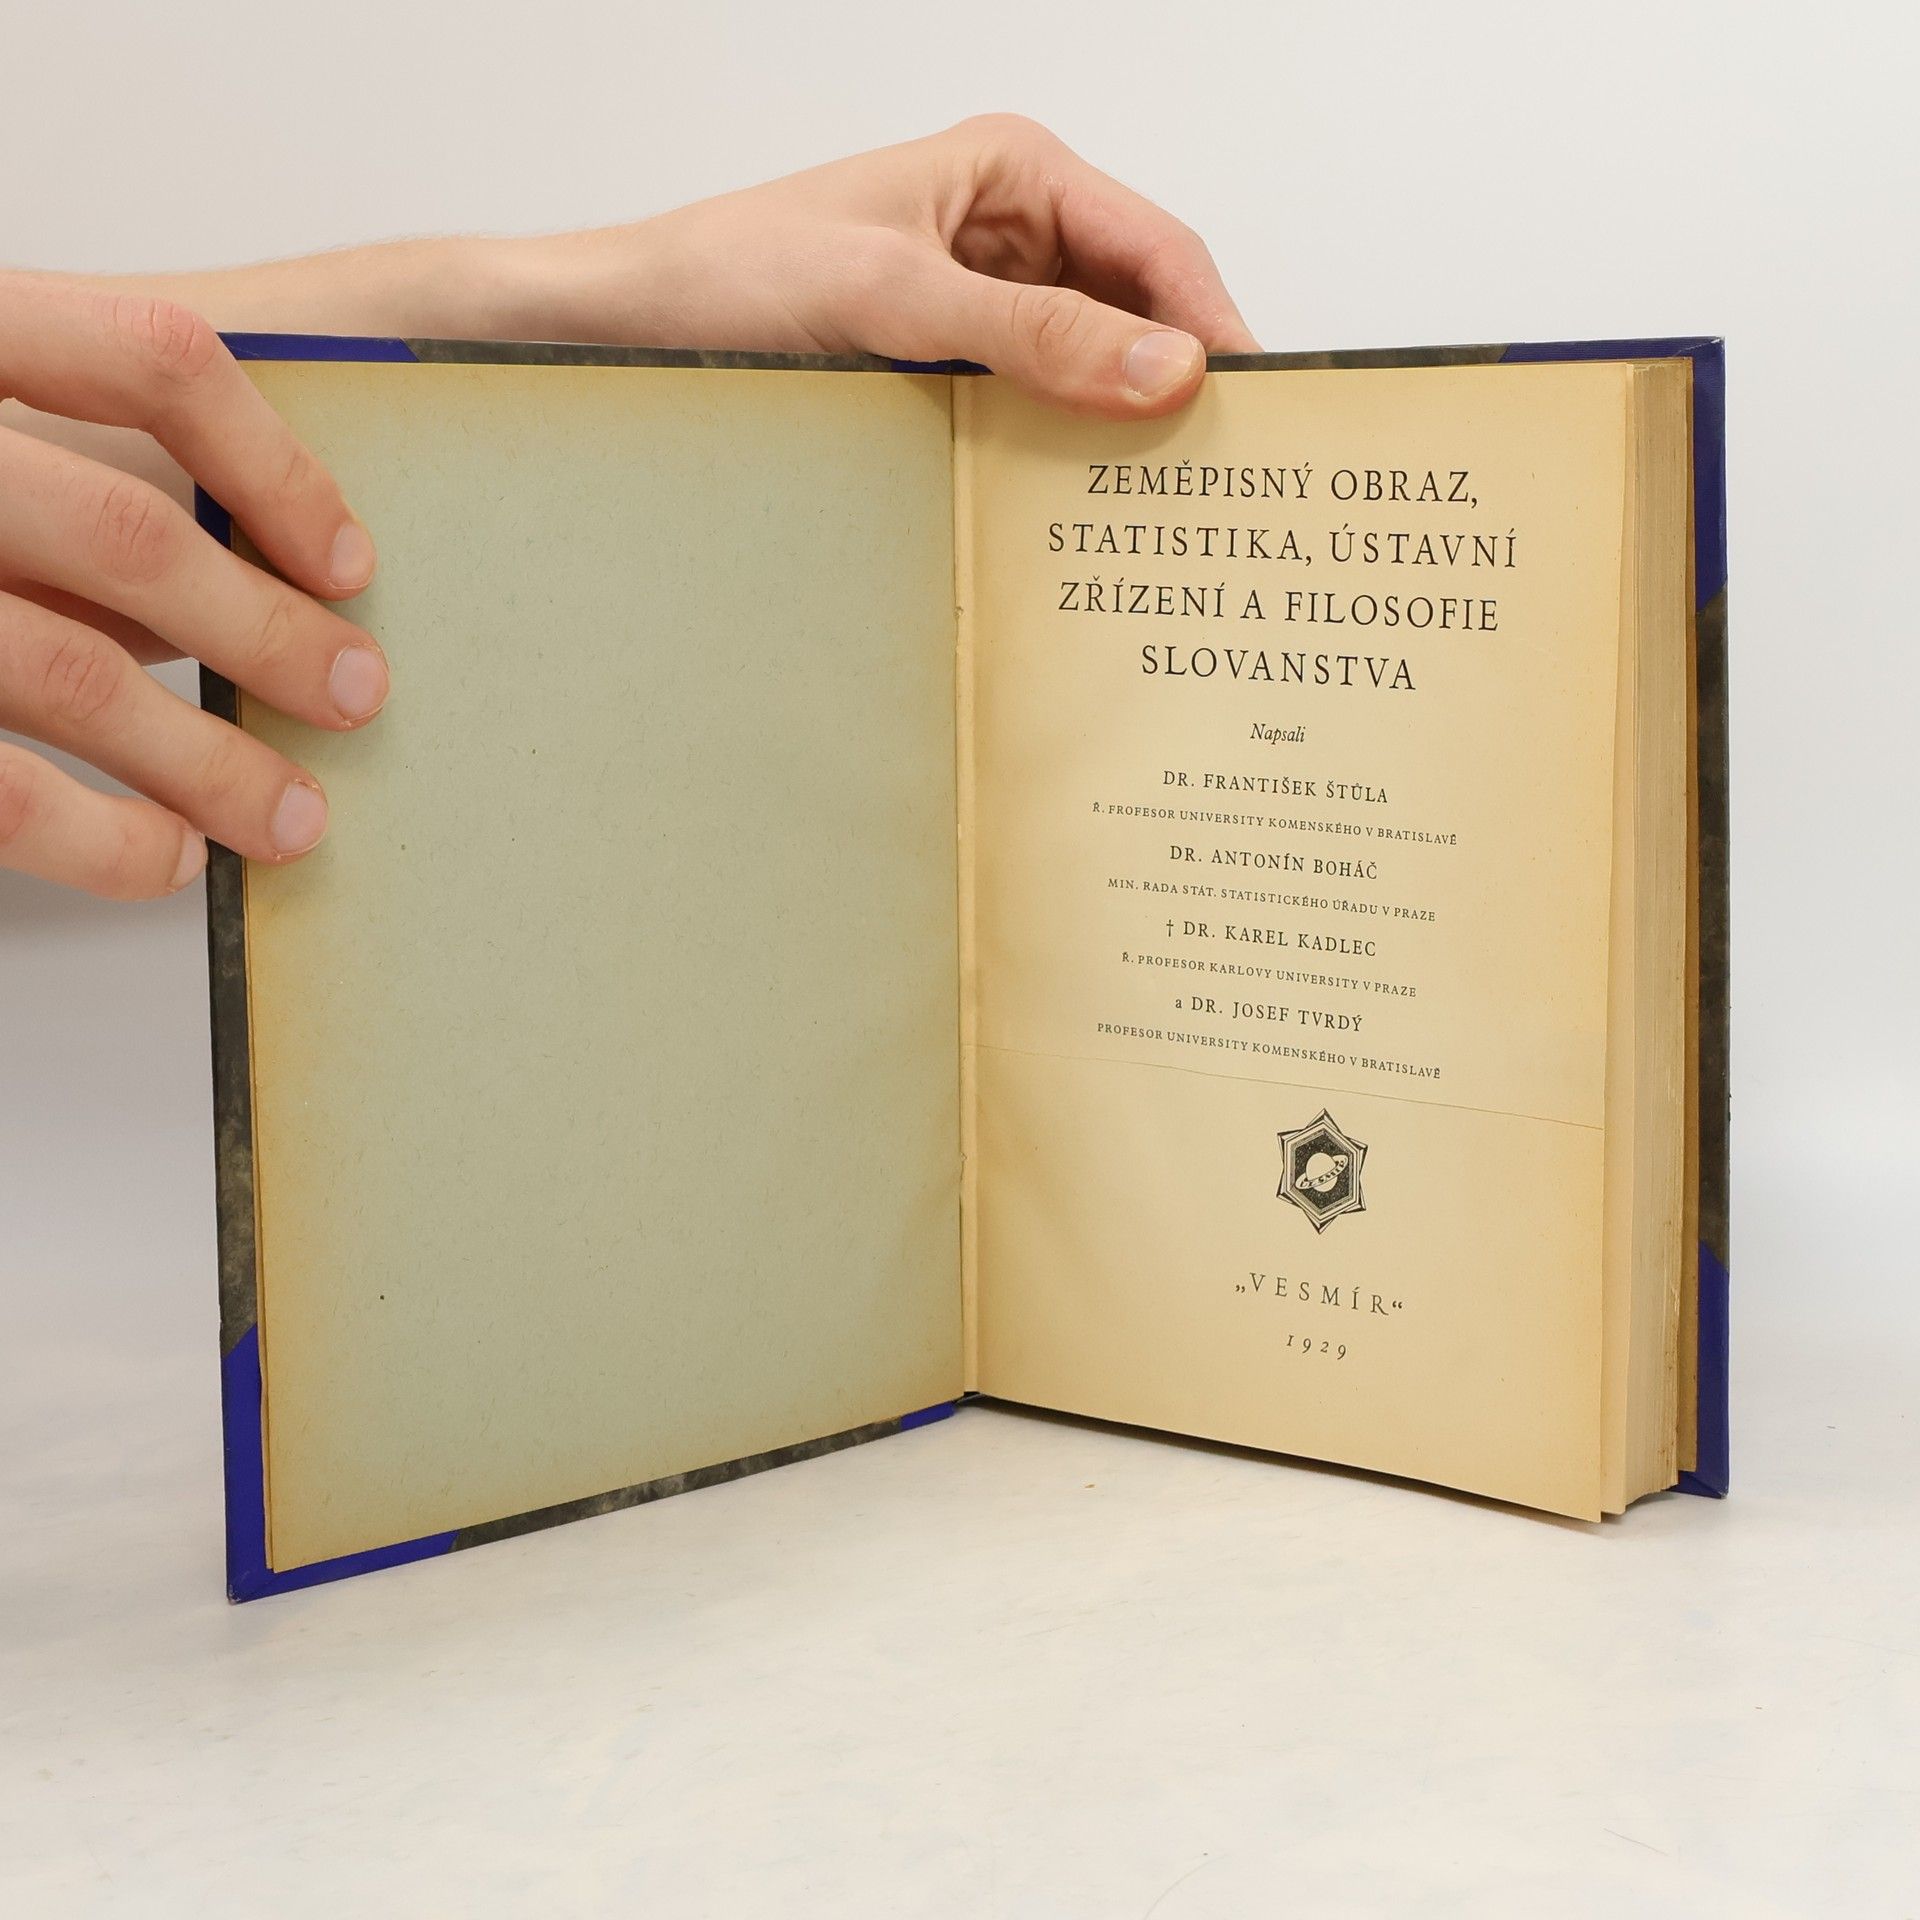 ZEMĚPISNÝ OBRAZ,
STATISTIKA, ÚSTAVNÍ
ZŘÍZENÍ A FILOSOFIE
SLOVANSTVA
Napsali
DR. FRANTIŠEK ŠTŮLA
Ř. PROFESOR UNIVERSITY KOMENSKÉHO V BRATISLAVĚ
DR. ANTONÍN BOHÁČ
MIN. RADA STÁT. STATISTICKÉHO ÚŘADU V PRAZE
† DR. KAREL KADLEC
Ř. PROFESOR KARLOVY UNIVERSITY V PRAZE
a DR. JOSEF TVRDÝ
PROFESOR UNIVERSITY KOMENSKÉHO V BRATISLAVĚ
„VESMÍR“
1929